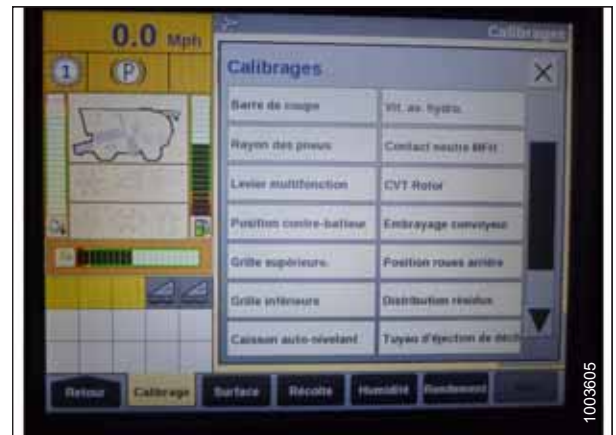 0.0 Mph
Calibrages
1
P
Calibrages
Barre de coupe
Vit. av. hydro.
Rayon des pneus
Contact neutre MFH
Levier multifonction
CVT Rotor
Position contre-batteur
Embrayage convoyeur
Grille supérieure.
Position roues arrière
Grille inférieure
Distribution résidus
Caisson auto-nivelant
Tuyau d'éjection de déch
Retour
Calibrage
Surface
Récolte
Humidité
Rendement
1003605